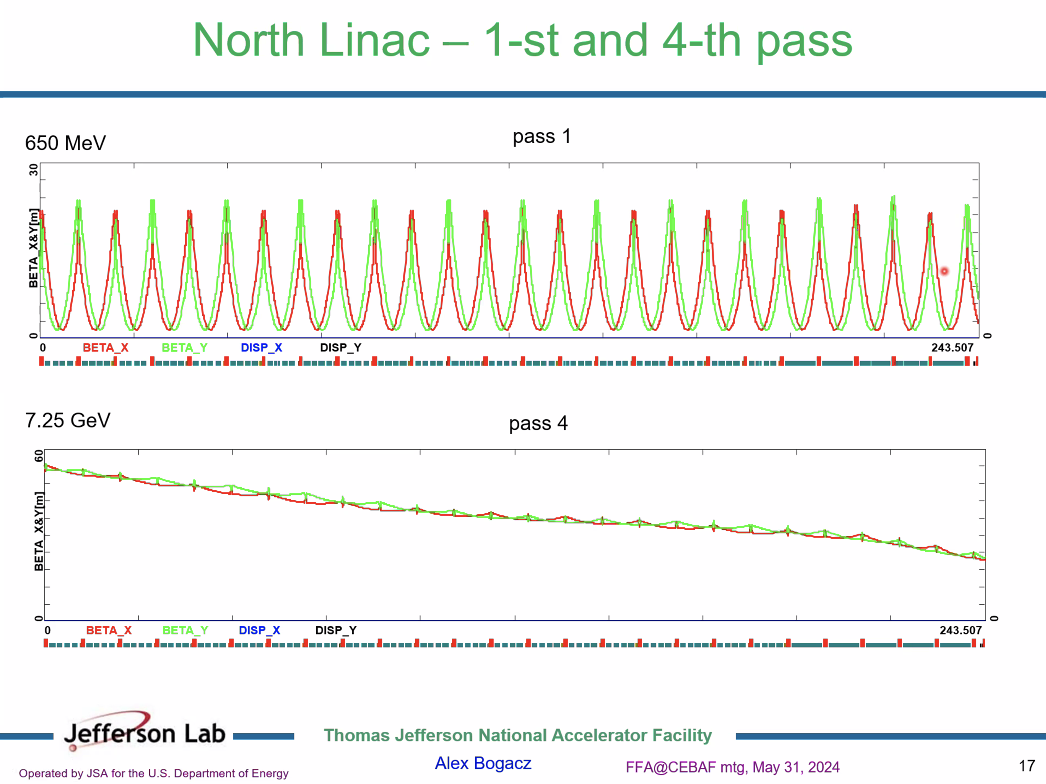 North Linac – 1-st and 4-th pass
650 MeV
pass 1
30
BETA_X&Y[m]
0
0
0 BETA_X BETA_Y DISP_X DISP_Y 243.507
7.25 GeV
pass 4
60
BETA_X&Y[m]
0
0
0 BETA_X BETA_Y DISP_X DISP_Y 243.507
Jefferson Lab
Thomas Jefferson National Accelerator Facility
Operated by JSA for the U.S. Department of Energy
Alex Bogacz
FFA@CEBAF mtg, May 31, 2024
17